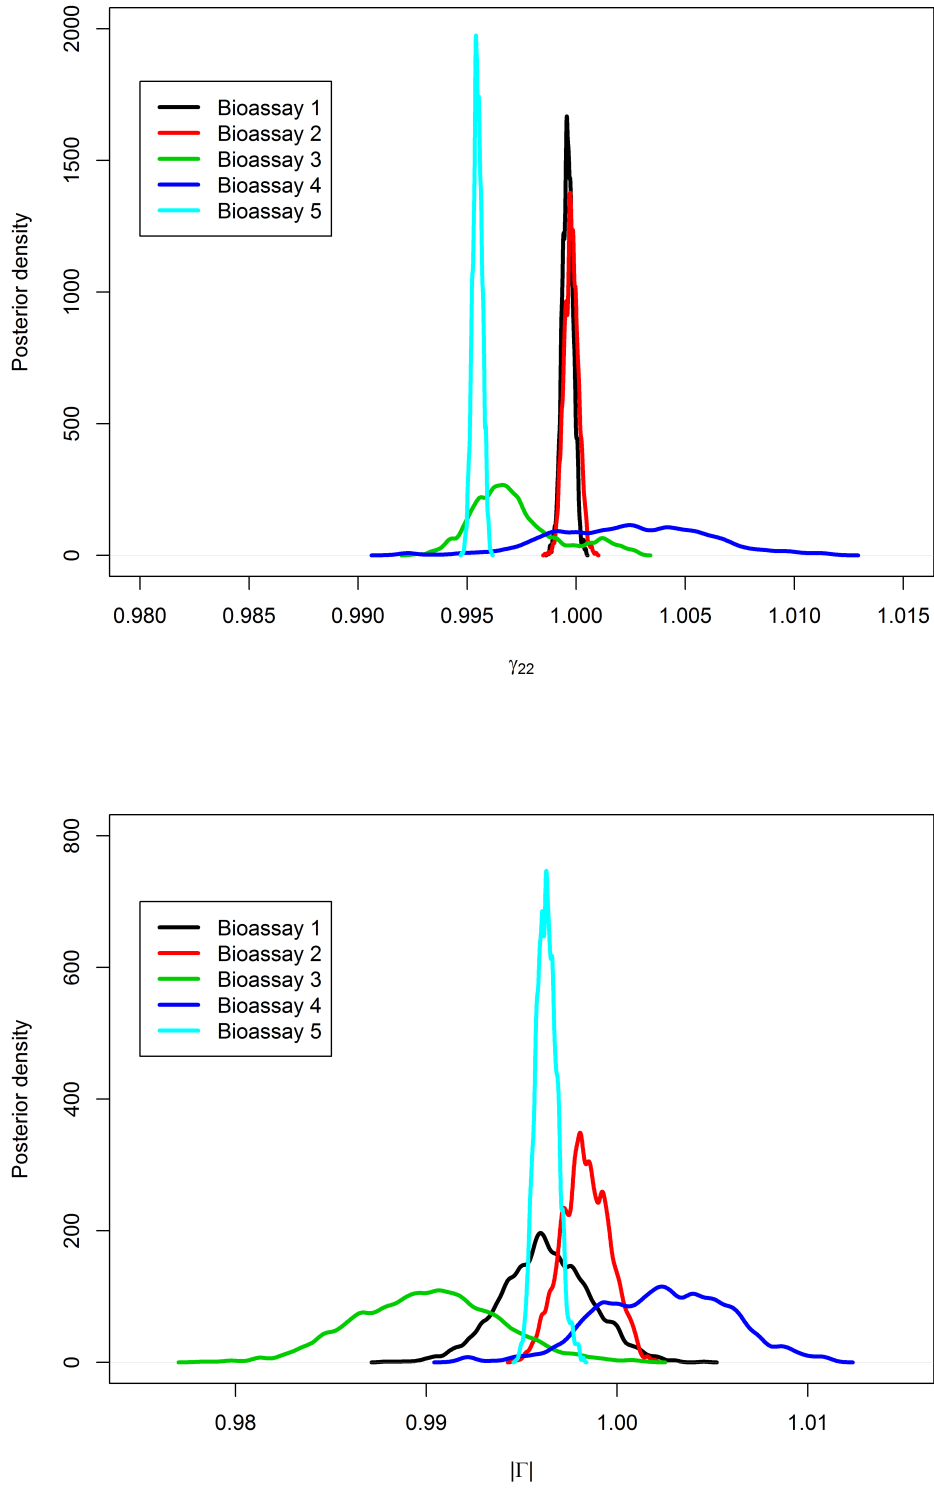 2000
1500
1000
500
0
Posterior density
Bioassay 1
Bioassay 2
Bioassay 3
Bioassay 4
Bioassay 5
0.980 0.985 0.990 0.995 1.000 1.005 1.010 1.015
γ22
800
600
400
200
0
Posterior density
Bioassay 1
Bioassay 2
Bioassay 3
Bioassay 4
Bioassay 5
0.98 0.99 1.00 1.01
|Γ|